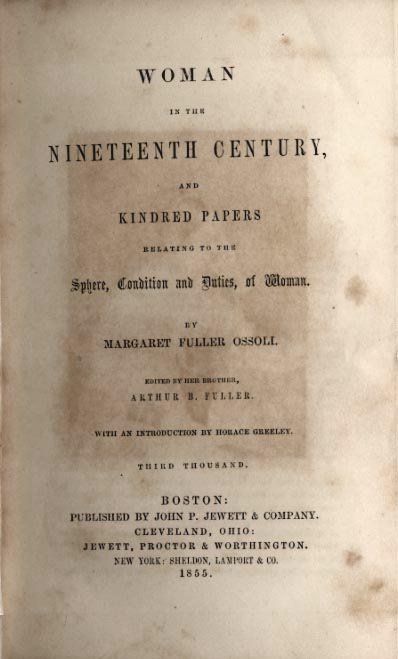 WOMAN
IN THE
NINETEENTH CENTURY,
AND
KINDRED PAPERS
RELATING TO THE
Sphere, Condition and Duties, of Woman.
BY
MARGARET FULLER OSSOLI.
EDITED BY HER BROTHER,
ARTHUR B. FULLER.
WITH AN INTRODUCTION BY HORACE GREELEY.
THIRD THOUSAND.
BOSTON:
PUBLISHED BY JOHN P. JEWETT & COMPANY.
CLEVELAND, OHIO:
JEWETT, PROCTOR & WORTHINGTON.
NEW YORK: SHELDON, LAMPORT & CO.
1855.